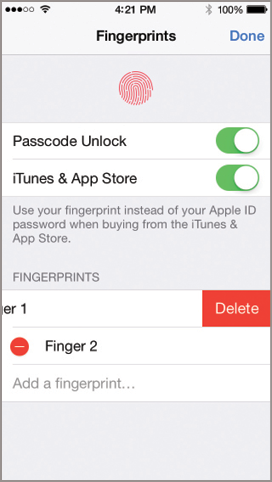 4:21 PM 100%
Fingerprints Done
Passcode Unlock
iTunes & App Store
Use your fingerprint instead of your Apple ID
password when buying from the iTunes &
App Store.
FINGERPRINTS
ger 1 Delete
Finger 2
Add a fingerprint…